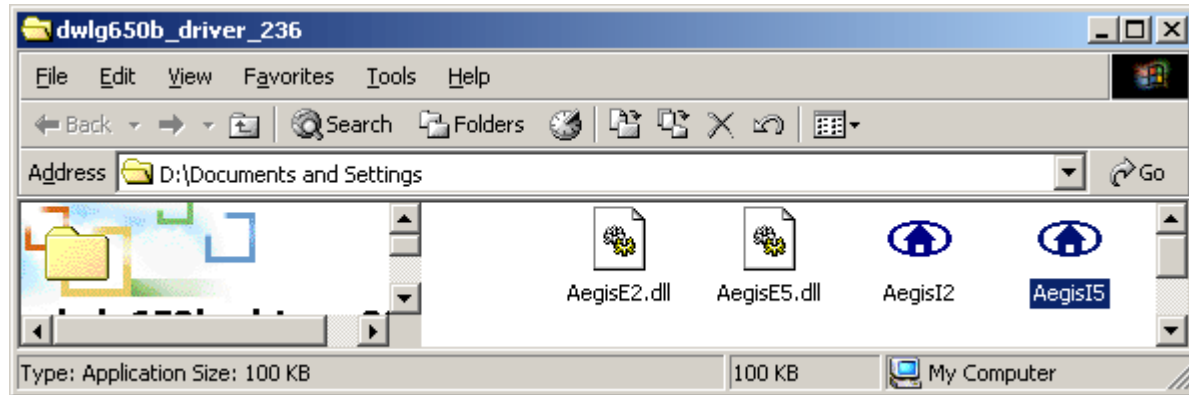 dwlg650b_driver_236
File Edit View Favorites Tools Help
Back Search Folders
Address D:\Documents and Settings Go
AegisE2.dll AegisE5.dll AegisI2 AegisI5
Type: Application Size: 100 KB 100 KB My Computer